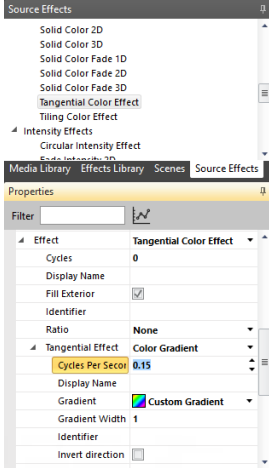 Source Effects
Solid Color 2D
Solid Color 3D
Solid Color Fade 1D
Solid Color Fade 2D
Solid Color Fade 3D
Tangential Color Effect
Tiling Color Effect
Intensity Effects
Circular Intensity Effect
Fade Intensity 2D
Media Library Effects Library Scenes Source Effects
Properties
Filter
Effect Tangential Color Effect
Cycles 0
Display Name
Fill Exterior
Identifier
Ratio None
Tangential Effect Color Gradient
Cycles Per Secor 0.15
Display Name
Gradient Custom Gradient
Gradient Width 1
Identifier
Invert direction